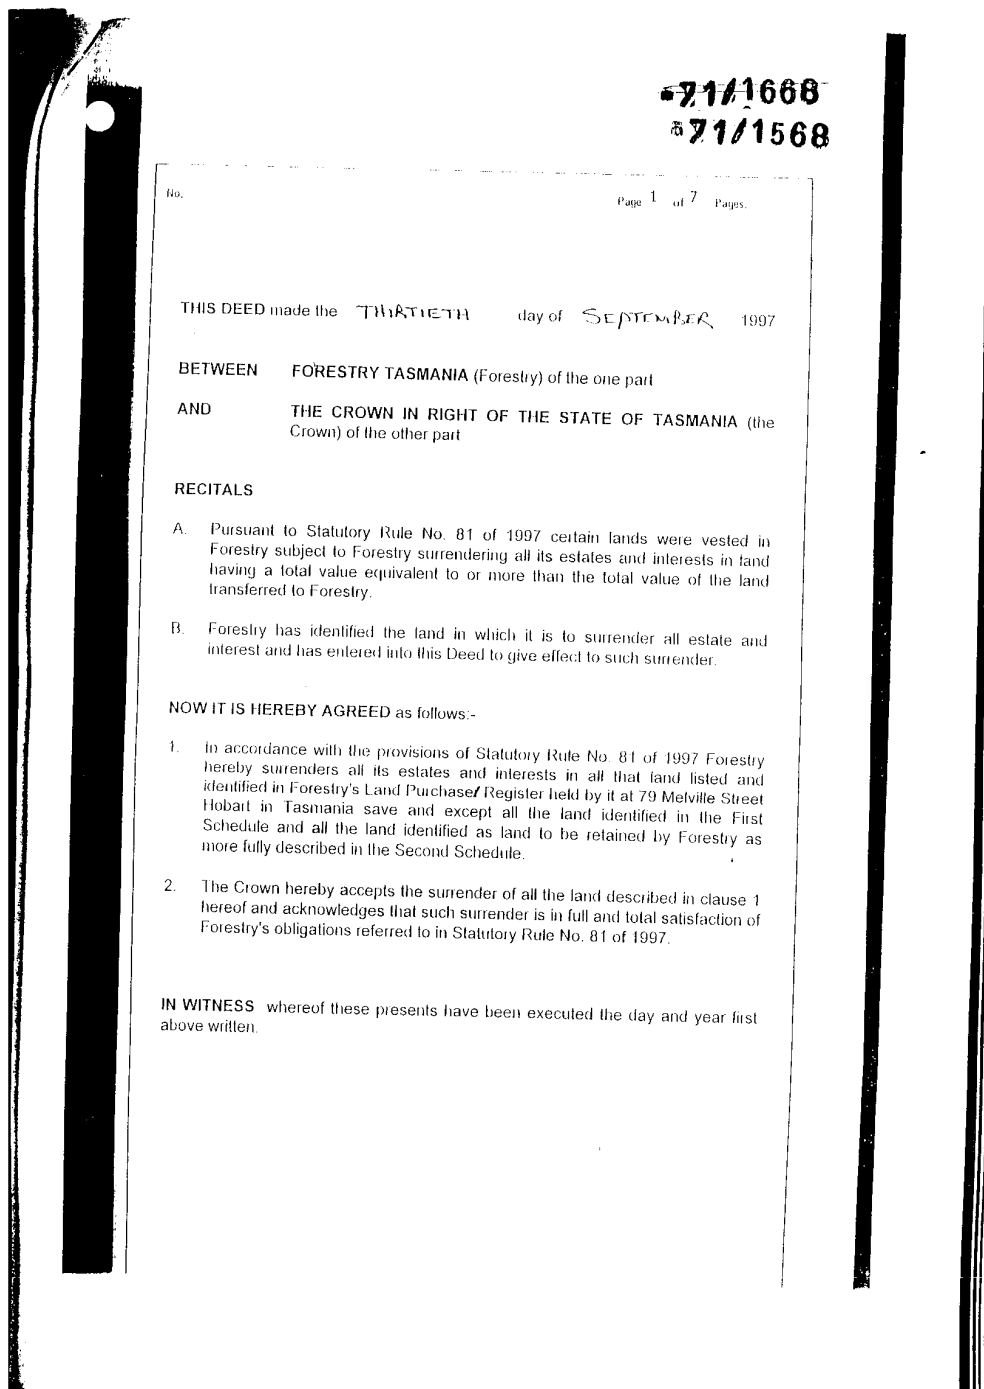 71/1668
71/1568
No.
Page 1 of 7 Pages.
THIS DEED made the THIRTIETH day of SEPTEMBER 1997
BETWEEN FORESTRY TASMANIA (Forestry) of the one part
AND THE CROWN IN RIGHT OF THE STATE OF TASMANIA (the
Crown) of the other part
RECITALS
A. Pursuant to Statutory Rule No. 81 of 1997 certain lands were vested in
Forestry subject to Forestry surrendering all its estates and interests in land
having a total value equivalent to or more than the total value of the land
transferred to Forestry.
B. Forestry has identified the land in which it is to surrender all estate and
interest and has entered into this Deed to give effect to such surrender.
NOW IT IS HEREBY AGREED as follows:-
1. In accordance with the provisions of Statutory Rule No. 81 of 1997 Forestry
hereby surrenders all its estates and interests in all that land listed and
identified in Forestry's Land Purchase/ Register held by it at 79 Melville Street
Hobart in Tasmania save and except all the land identified in the First
Schedule and all the land identified as land to be retained by Forestry as
more fully described in the Second Schedule.
2. The Crown hereby accepts the surrender of all the land described in clause 1
hereof and acknowledges that such surrender is in full and total satisfaction of
Forestry's obligations referred to in Statutory Rule No. 81 of 1997.
IN WITNESS whereof these presents have been executed the day and year first
above written.